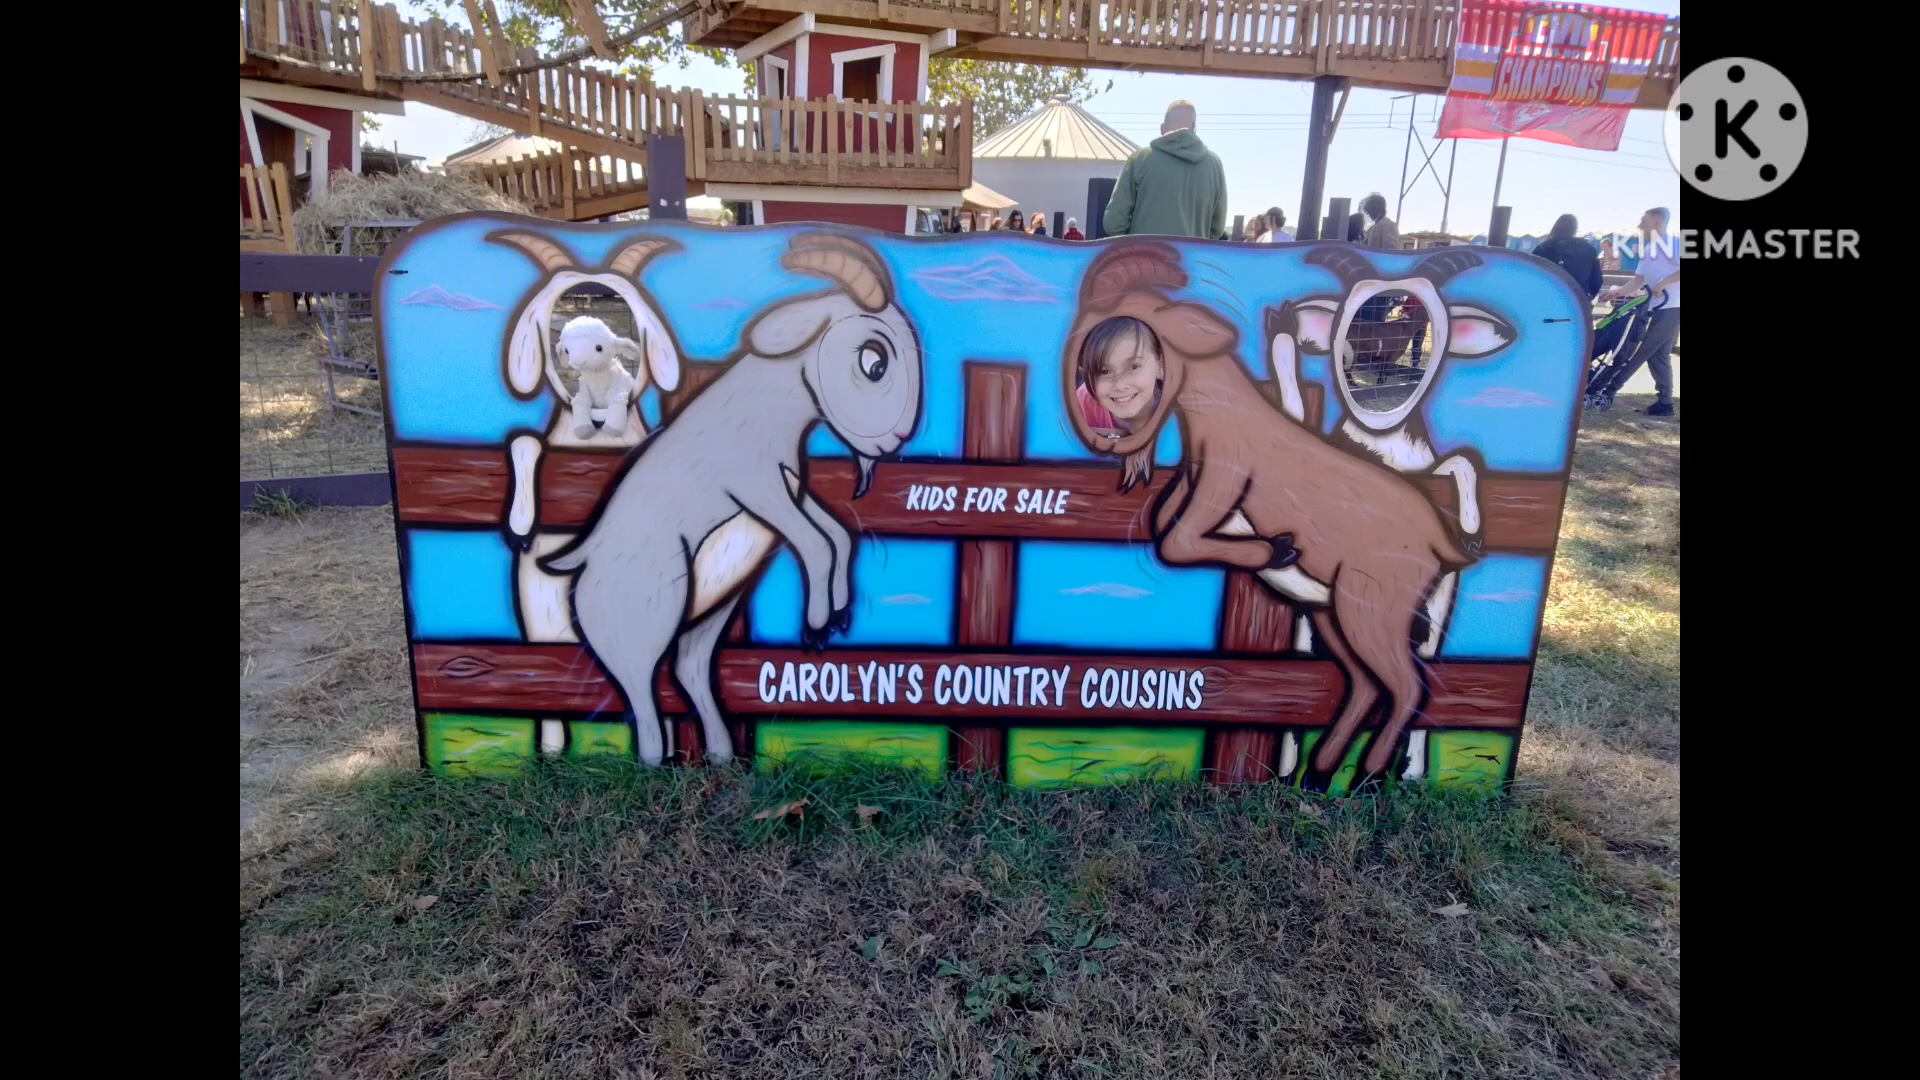 CHAMPIONS
K
KINEMASTER
KIDS FOR SALE
CAROLYN'S COUNTRY COUSINS